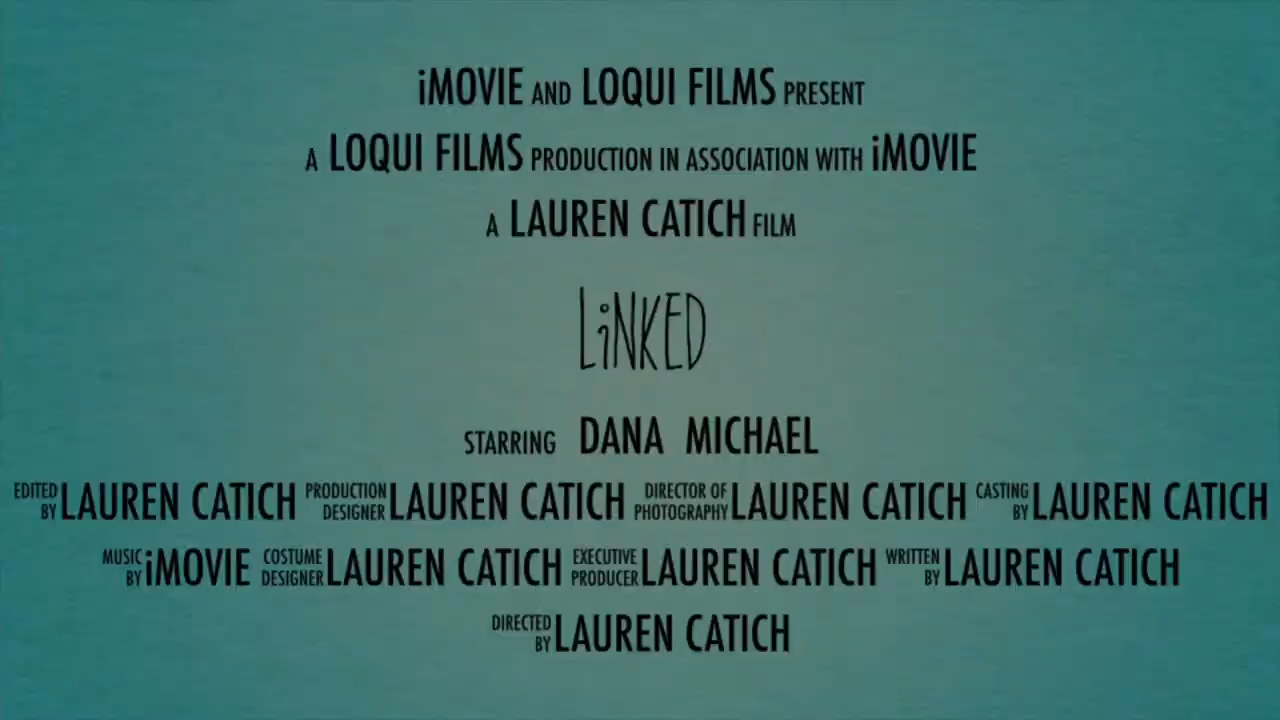 iMOVIE AND LOQUI FILMS PRESENT
A LOQUI FILMS PRODUCTION IN ASSOCIATION WITH iMOVIE
A LAUREN CATICH FILM
LiNKED
STARRING DANA MICHAEL
EDITED BY LAUREN CATICH PRODUCTION DESIGNER LAUREN CATICH DIRECTOR OF PHOTOGRAPHY LAUREN CATICH CASTING BY LAUREN CATICH
MUSIC BY iMOVIE COSTUME DESIGNER LAUREN CATICH EXECUTIVE PRODUCER LAUREN CATICH WRITTEN BY LAUREN CATICH
DIRECTED BY LAUREN CATICH